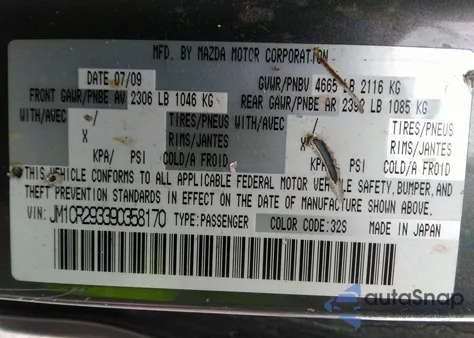 MFD. BY MAZDA MOTOR CORPORATION
DATE 07/09 GVWR/PNBV 4665 LB 2116 KG
FRONT GAWR/PNBE AV 2306 LB 1046 KG REAR GAWR/PNBE AR LB 1085 KG
WITH/AVEC / TIRES/PNEUS WITH/AVEC / TIRES/PNEUS
X RIMS/JANTES X RIMS/JANTES
KPA/ PSI COLD/A FROID KPA/ PSI COLD/A FROID
THIS VEHICLE CONFORMS TO ALL APPLICABLE FEDERAL MOTOR VEHICLE SAFETY, BUMPER, AND
THEFT PREVENTION STANDARDS IN EFFECT ON THE DATE OF MANUFACTURE SHOWN ABOVE.
VIN: JM1CR293390358170 TYPE:PASSENGER COLOR CODE: 32S MADE IN JAPAN
autoSnap